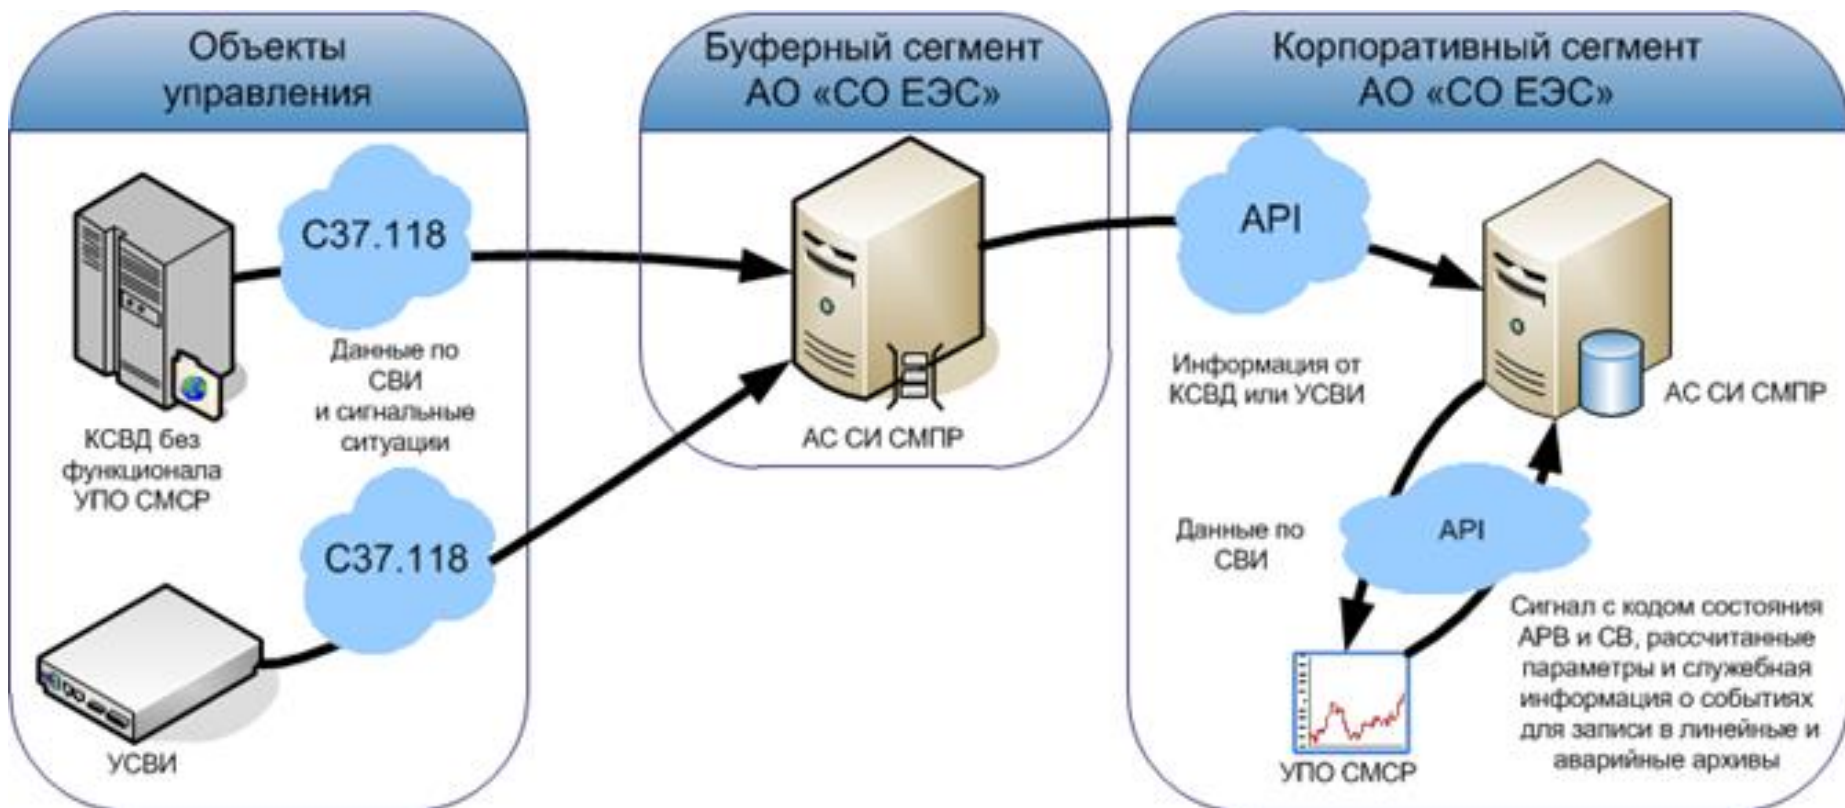 Объекты
управления
Буферный сегмент
АО «СО ЕЭС»
Корпоративный сегмент
АО «СО ЕЭС»
C37.118
Данные по
СВИ
и сигнальные
ситуации
КСВД без
функционала
УПО СМСР
C37.118
УСВИ
АС СИ СМПР
API
Информация от
КСВД или УСВИ
АС СИ СМПР
Данные по
СВИ
API
Сигнал с кодом состояния
АРВ и СВ, рассчитанные
параметры и служебная
информация о событиях
для записи в линейные и
аварийные архивы
УПО СМСР